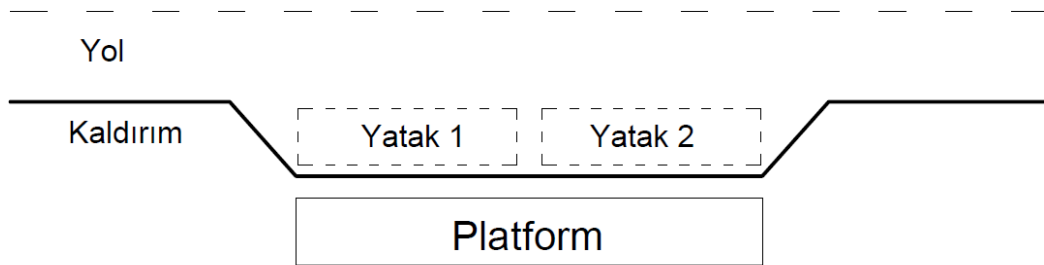 Yol
Kaldırım
Yatak 1
Yatak 2
Platform